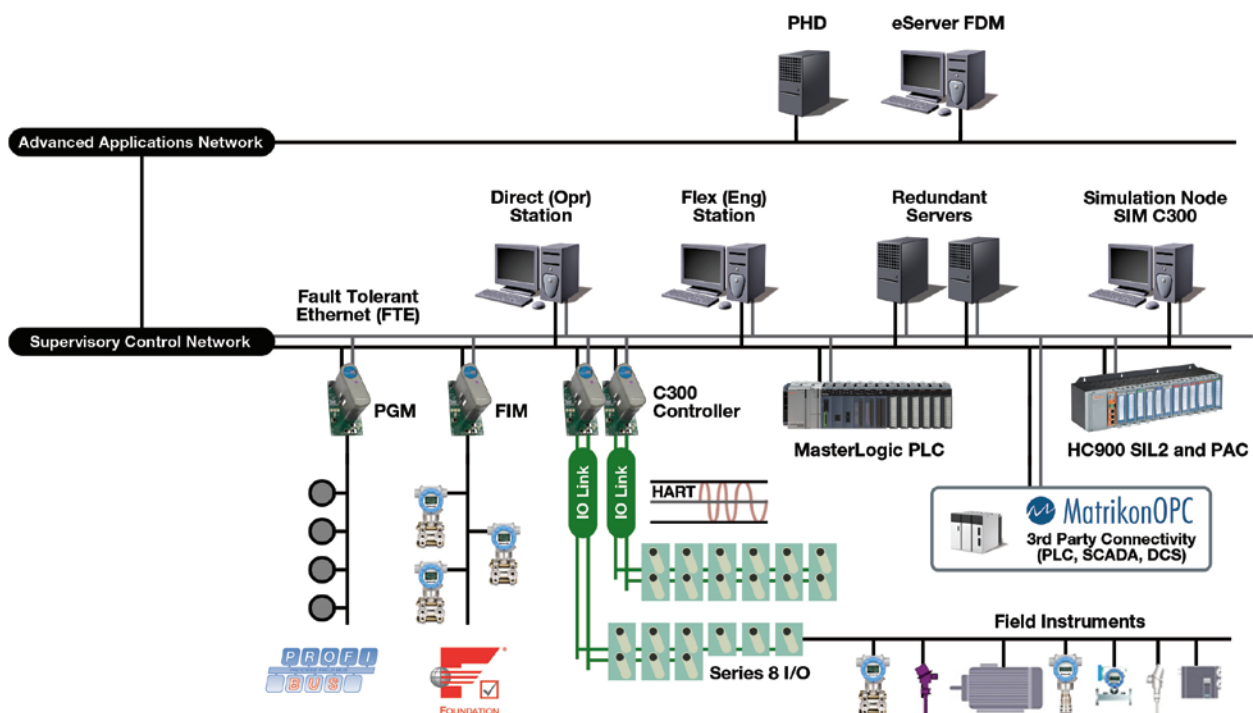 PHD
eServer FDM
Advanced Applications Network
Direct (Opr)
Station
Flex (Eng)
Station
Redundant
Servers
Simulation Node
SIM C300
Fault Tolerant
Ethernet (FTE)
Supervisory Control Network
PGM
FIM
C300
Controller
MasterLogic PLC
HC900 SIL2 and PAC
IO Link
IO Link
HART
MatrikonOPC
3rd Party Connectivity
(PLC, SCADA, DCS)
Field Instruments
Series 8 I/O
PROFI
BUS
FOUNDATION